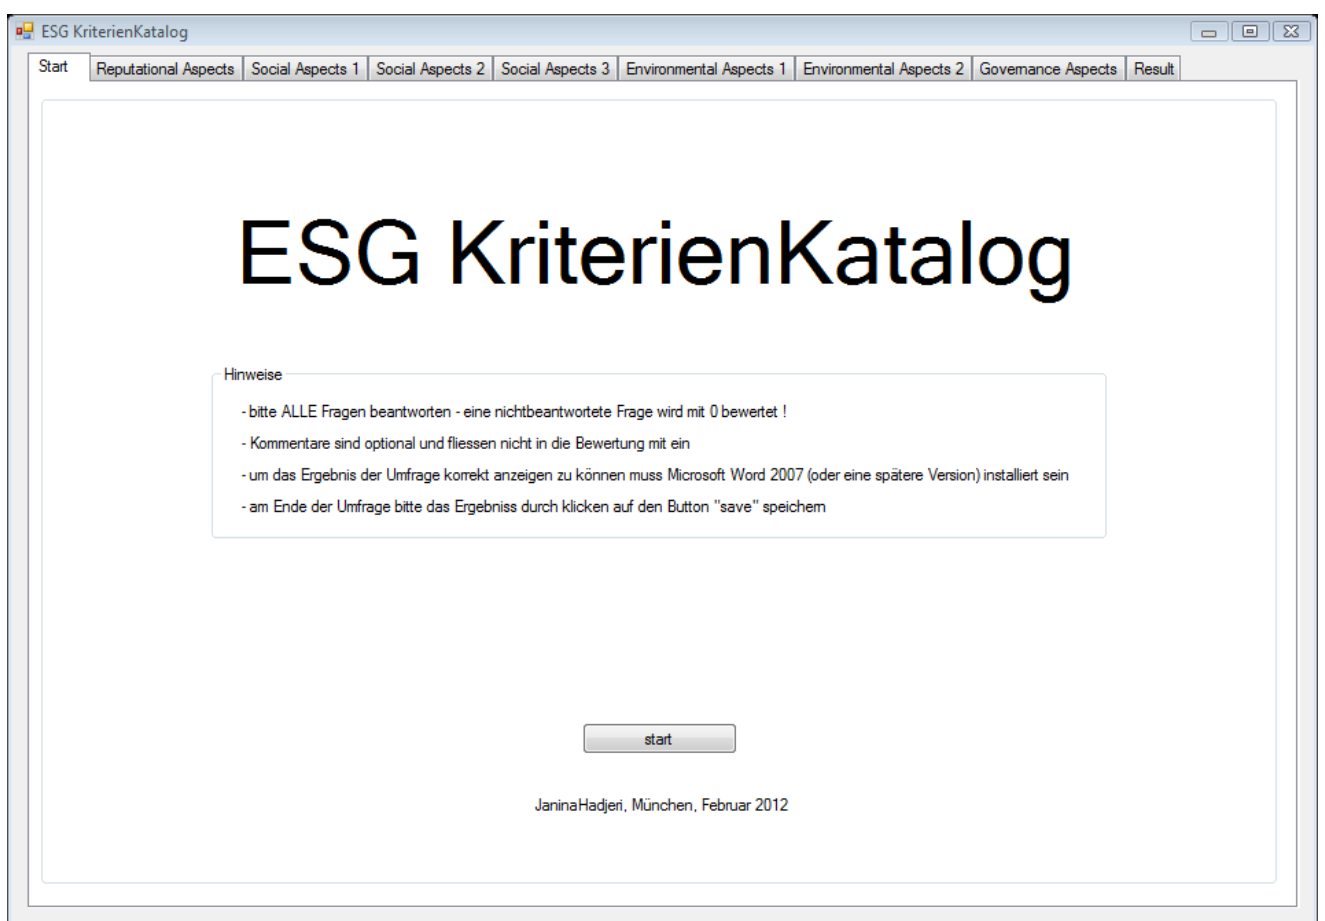 ESG KriterienKatalog
Start Reputational Aspects Social Aspects 1 Social Aspects 2 Social Aspects 3 Environmental Aspects 1 Environmental Aspects 2 Governance Aspects Result
ESG KriterienKatalog
Hinweise
- bitte ALLE Fragen beantworten - eine nichtbeantwortete Frage wird mit 0 bewertet !
- Kommentare sind optional und fliessen nicht in die Bewertung mit ein
- um das Ergebnis der Umfrage korrekt anzeigen zu können muss Microsoft Word 2007 (oder eine spätere Version) installiert sein
- am Ende der Umfrage bitte das Ergebniss durch klicken auf den Button "save" speichern
start
JaninaHadjeri, München, Februar 2012